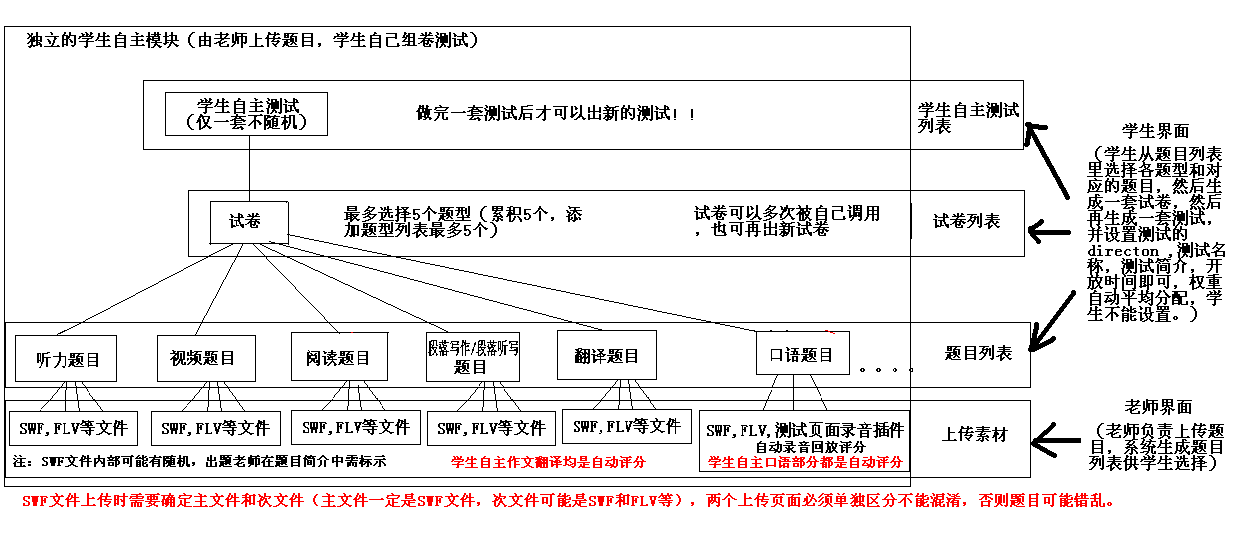 独立的学生自主模块（由老师上传题目，学生自己组卷测试）
学生自主测试
（仅一套不随机）
做完一套测试后才可以出新的测试！！
学生自主测试
列表
试卷
最多选择5个题型（累积5个，添
加题型列表最多5个）
试卷可以多次被自己调用
，也可再出新试卷
试卷列表
学生界面
（学生从题目列表
里选择各题型和对
应的题目，然后生
成一套试卷，然后
再生成一套测试，
并设置测试的
directon ,测试名
称，测试简介，开
放时间即可，权重
自动平均分配，学
生不能设置。）
听力题目
视频题目
阅读题目
段落写作/段落听写
题目
翻译题目
口语题目
。。。。
题目列表
SWF,FLV等文件
SWF,FLV等文件
SWF,FLV等文件
SWF,FLV等文件
SWF,FLV等文件
SWF,FLV,测试页面录音插件
自动录音回放评分
上传素材
老师界面
（老师负责上传题
目，系统生成题目
列表供学生选择）
注：SWF文件内部可能有随机，出题老师在题目简介中需标示
学生自主作文翻译均是自动评分
学生自主口语部分都是自动评分
SWF文件上传时需要确定主文件和次文件（主文件一定是SWF文件，次文件可能是SWF和FLV等），两个上传页面必须单独区分不能混淆，否则题目可能错乱。